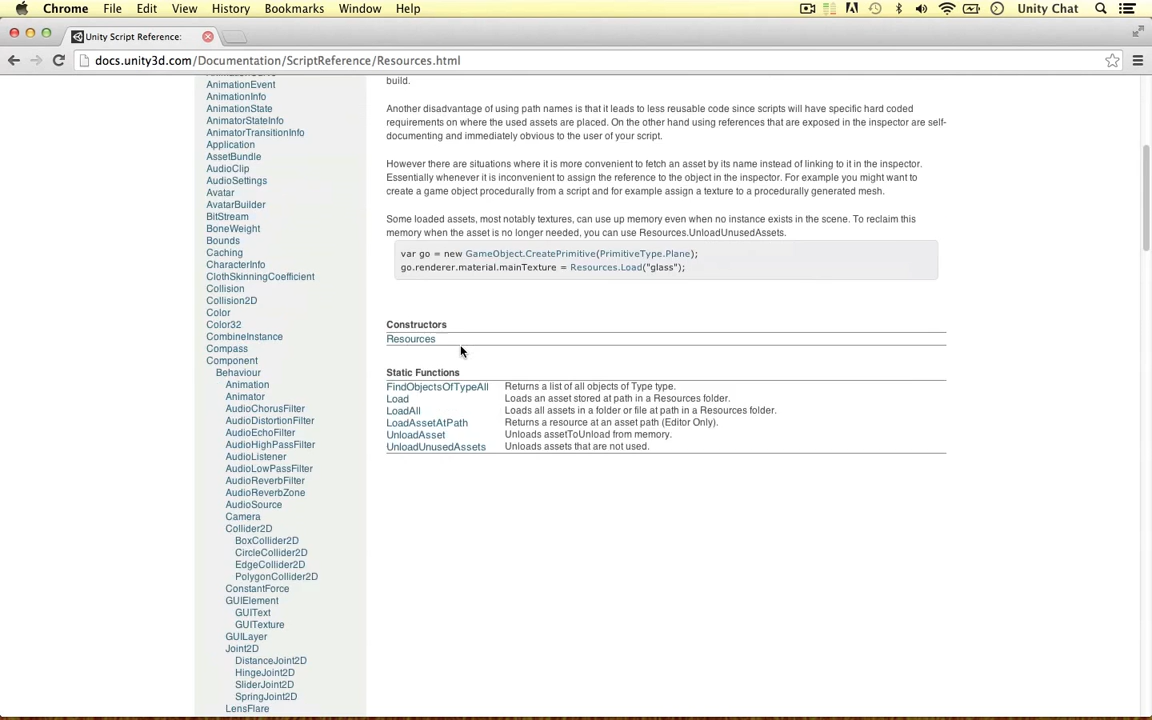 Chrome File Edit View History Bookmarks Window Help Unity Chat
Unity Script Reference:
docs.unity3d.com/Documentation/ScriptReference/Resources.html
AnimationEvent
AnimationInfo
AnimationState
AnimatorStateInfo
AnimatorTransitionInfo
Application
AssetBundle
AudioClip
AudioSettings
Avatar
AvatarBuilder
BitStream
BoneWeight
Bounds
Caching
CharacterInfo
ClothSkinningCoefficient
Collision
Collision2D
Color
Color32
CombineInstance
Compass
Component
Behaviour
Animation
Animator
AudioChorusFilter
AudioDistortionFilter
AudioEchoFilter
AudioHighPassFilter
AudioListener
AudioLowPassFilter
AudioReverbFilter
AudioReverbZone
AudioSource
Camera
Collider2D
BoxCollider2D
CircleCollider2D
EdgeCollider2D
PolygonCollider2D
ConstantForce
GUIElement
GUIText
GUITexture
GUILayer
Joint2D
DistanceJoint2D
HingeJoint2D
SliderJoint2D
SpringJoint2D
LensFlare
build.
Another disadvantage of using path names is that it leads to less reusable code since scripts will have specific hard coded
requirements on where the used assets are placed. On the other hand using references that are exposed in the inspector are self-
documenting and immediately obvious to the user of your script.
However there are situations where it is more convenient to fetch an asset by its name instead of linking to it in the inspector.
Essentially whenever it is inconvenient to assign the reference to the object in the inspector. For example you might want to
create a game object procedurally from a script and for example assign a texture to a procedurally generated mesh.
Some loaded assets, most notably textures, can use up memory even when no instance exists in the scene. To reclaim this
memory when the asset is no longer needed, you can use Resources.UnloadUnusedAssets.
var go = new GameObject.CreatePrimitive(PrimitiveType.Plane);
go.renderer.material.mainTexture = Resources.Load("glass");
Constructors
Resources
Static Functions
FindObjectsOfTypeAll Returns a list of all objects of Type type.
Load Loads an asset stored at path in a Resources folder.
LoadAll Loads all assets in a folder or file at path in a Resources folder.
LoadAssetAtPath Returns a resource at an asset path (Editor Only).
UnloadAsset Unloads assetToUnload from memory.
UnloadUnusedAssets Unloads assets that are not used.